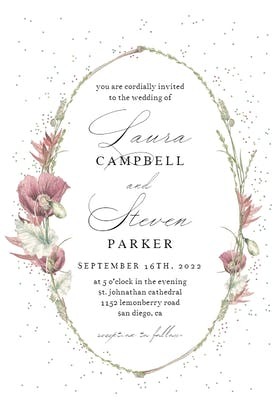 you are cordially invited
to the wedding of
Laura
CAMPBELL
and
Steven
PARKER
SEPTEMBER 16TH, 2022
at 5 o'clock in the evening
st. johnathan cathedral
1152 lemonberry road
san diego, ca
reception to follow